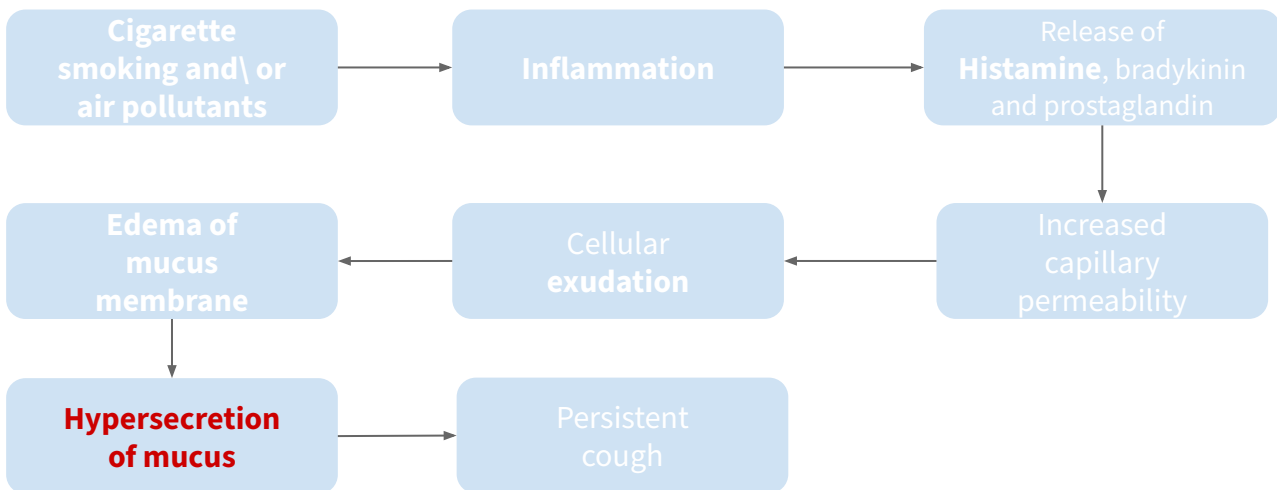 Cigarette
smoking and\ or
air pollutants
Inflammation
Release of
Histamine, bradykinin
and prostaglandin
Increased
capillary
permeability
Cellular
exudation
Edema of
mucus
membrane
Hypersecretion
of mucus
Persistent
cough